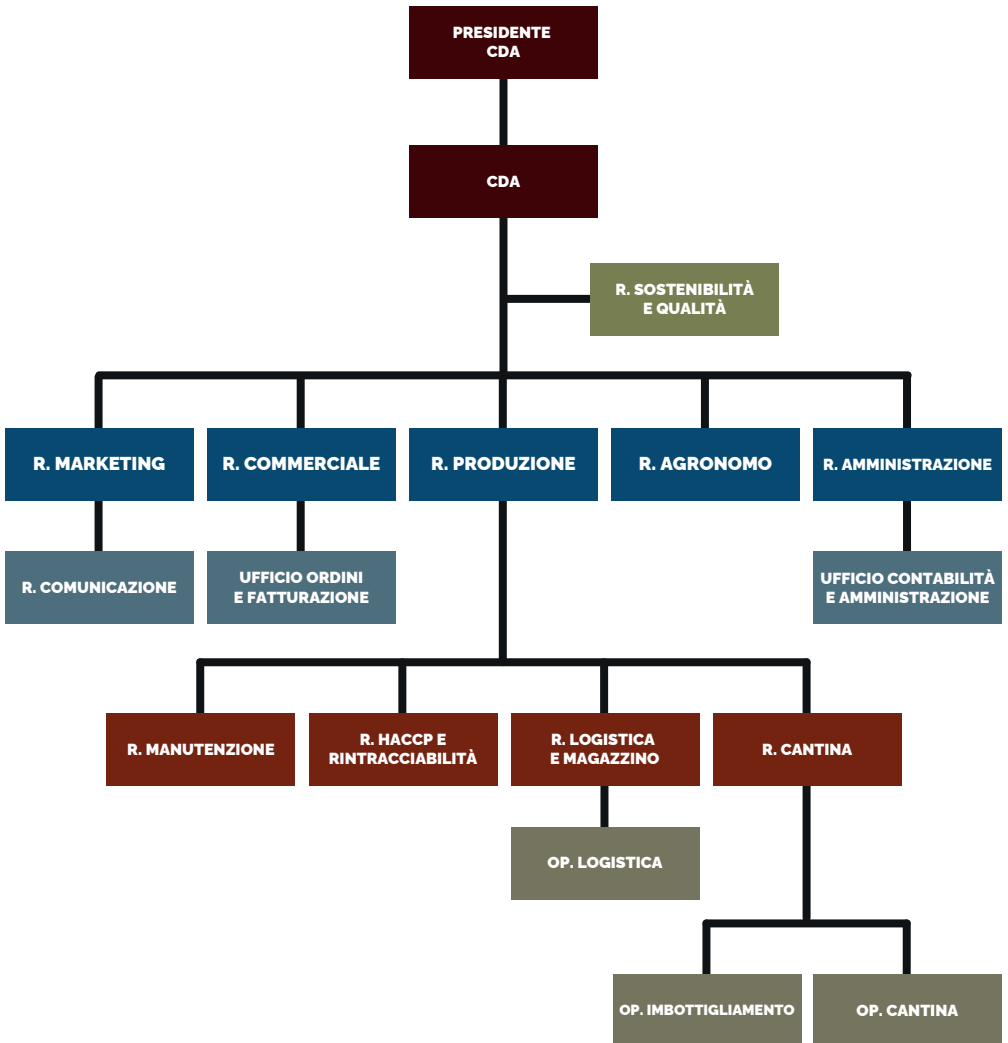 PRESIDENTE
CDA
CDA
R. SOSTENIBILITÀ
E QUALITÀ
R. MARKETING
R. COMMERCIALE
R. PRODUZIONE
R. AGRONOMO
R. AMMINISTRAZIONE
R. COMUNICAZIONE
UFFICIO ORDINI
E FATTURAZIONE
UFFICIO CONTABILITÀ
E AMMINISTRAZIONE
R. MANUTENZIONE
R. HACCP E
RINTRACCIABILITÀ
R. LOGISTICA
E MAGAZZINO
R. CANTINA
OP. LOGISTICA
OP. IMBOTTIGLIAMENTO
OP. CANTINA